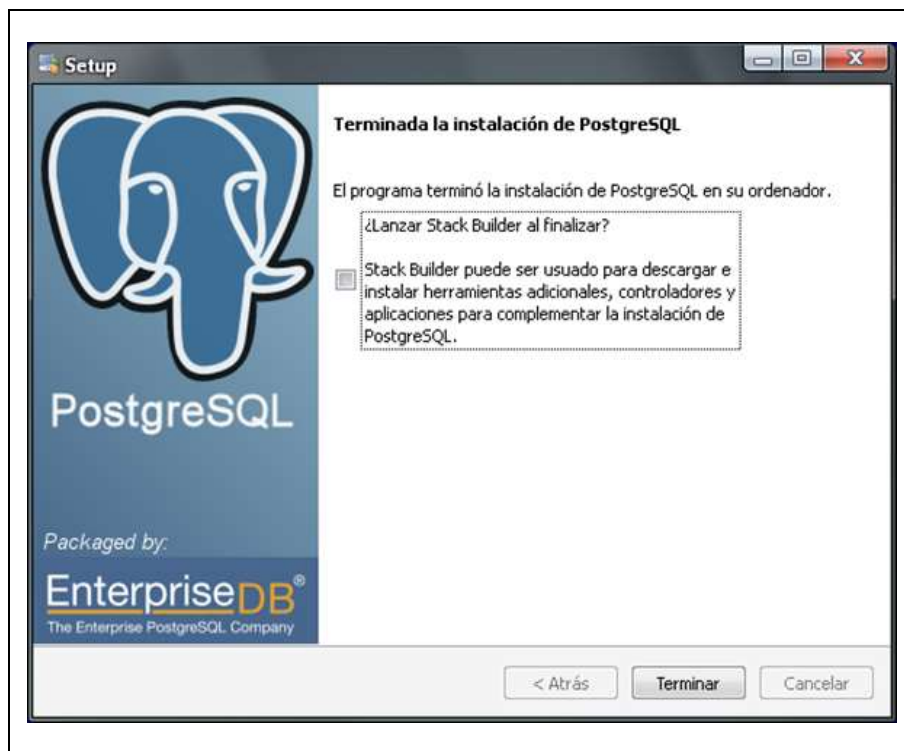 Setup
Terminada la instalación de PostgreSQL
El programa terminó la instalación de PostgreSQL en su ordenador.
¿Lanzar Stack Builder al finalizar?
Stack Builder puede ser usado para descargar e
instalar herramientas adicionales, controladores y
aplicaciones para complementar la instalación de
PostgreSQL.
PostgreSQL
Packaged by:
EnterpriseDB®
The Enterprise PostgreSQL Company
< Atrás
Terminar
Cancelar